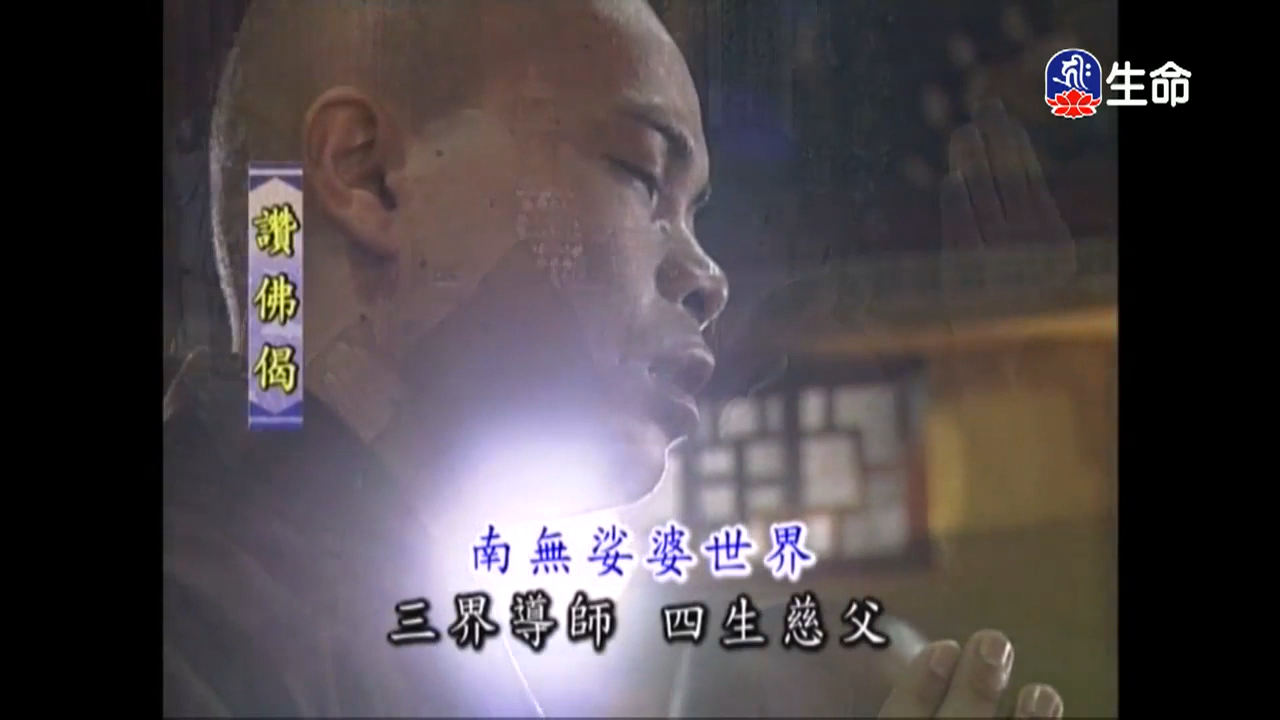 生命
讚佛偈
南無娑婆世界
三界導師 四生慈父